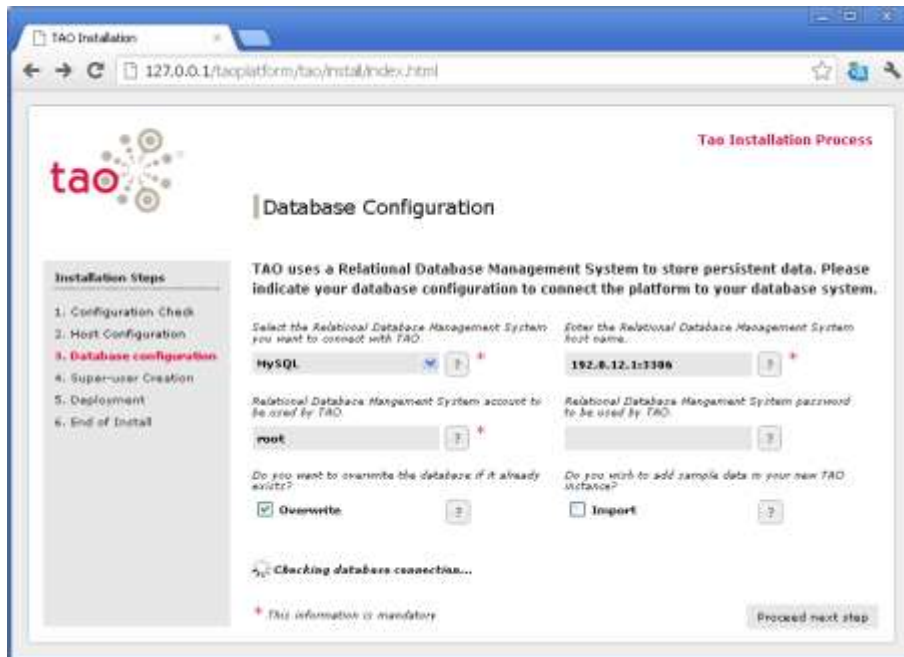 TAO Installation
127.0.0.1/taoplatform/tao/install/index.html
tao
Tao Installation Process
Database Configuration
Installation Steps
1. Configuration Check
2. Host Configuration
3. Database configuration
4. Super-user Creation
5. Deployment
6. End of Install
TAO uses a Relational Database Management System to store persistent data. Please
indicate your database configuration to connect the platform to your database system.
Select the Relational Database Management System
you want to connect with TAO.
MySQL
? *
Enter the Relational Database Management System
host name.
192.0.12.1:3306
? *
Relational Database Mangement System account to
be used by TAO.
root
? *
Relational Database Mangement System password
to be used by TAO.
?
Do you want to overwrite the database if it already
exists?
Overwrite
?
Do you wish to add sample data in your new TAO
instance?
Import
?
Checking database connection...
* This information is mandatory
Proceed next step